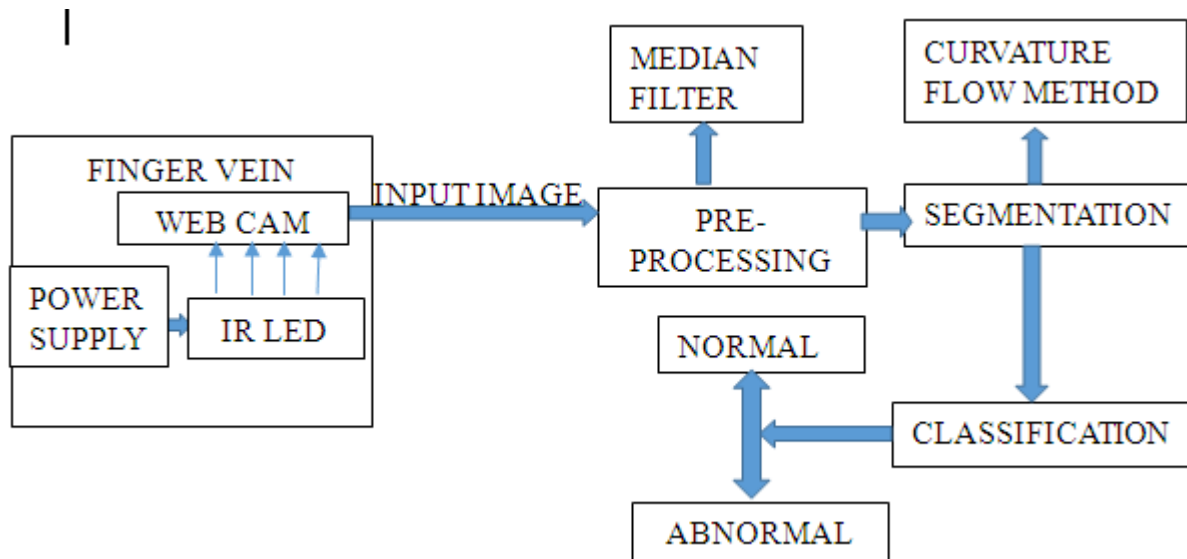 FINGER VEIN
WEB CAM
POWER
SUPPLY
IR LED
INPUT IMAGE
MEDIAN
FILTER
PRE-
PROCESSING
CURVATURE
FLOW METHOD
SEGMENTATION
CLASSIFICATION
NORMAL
ABNORMAL